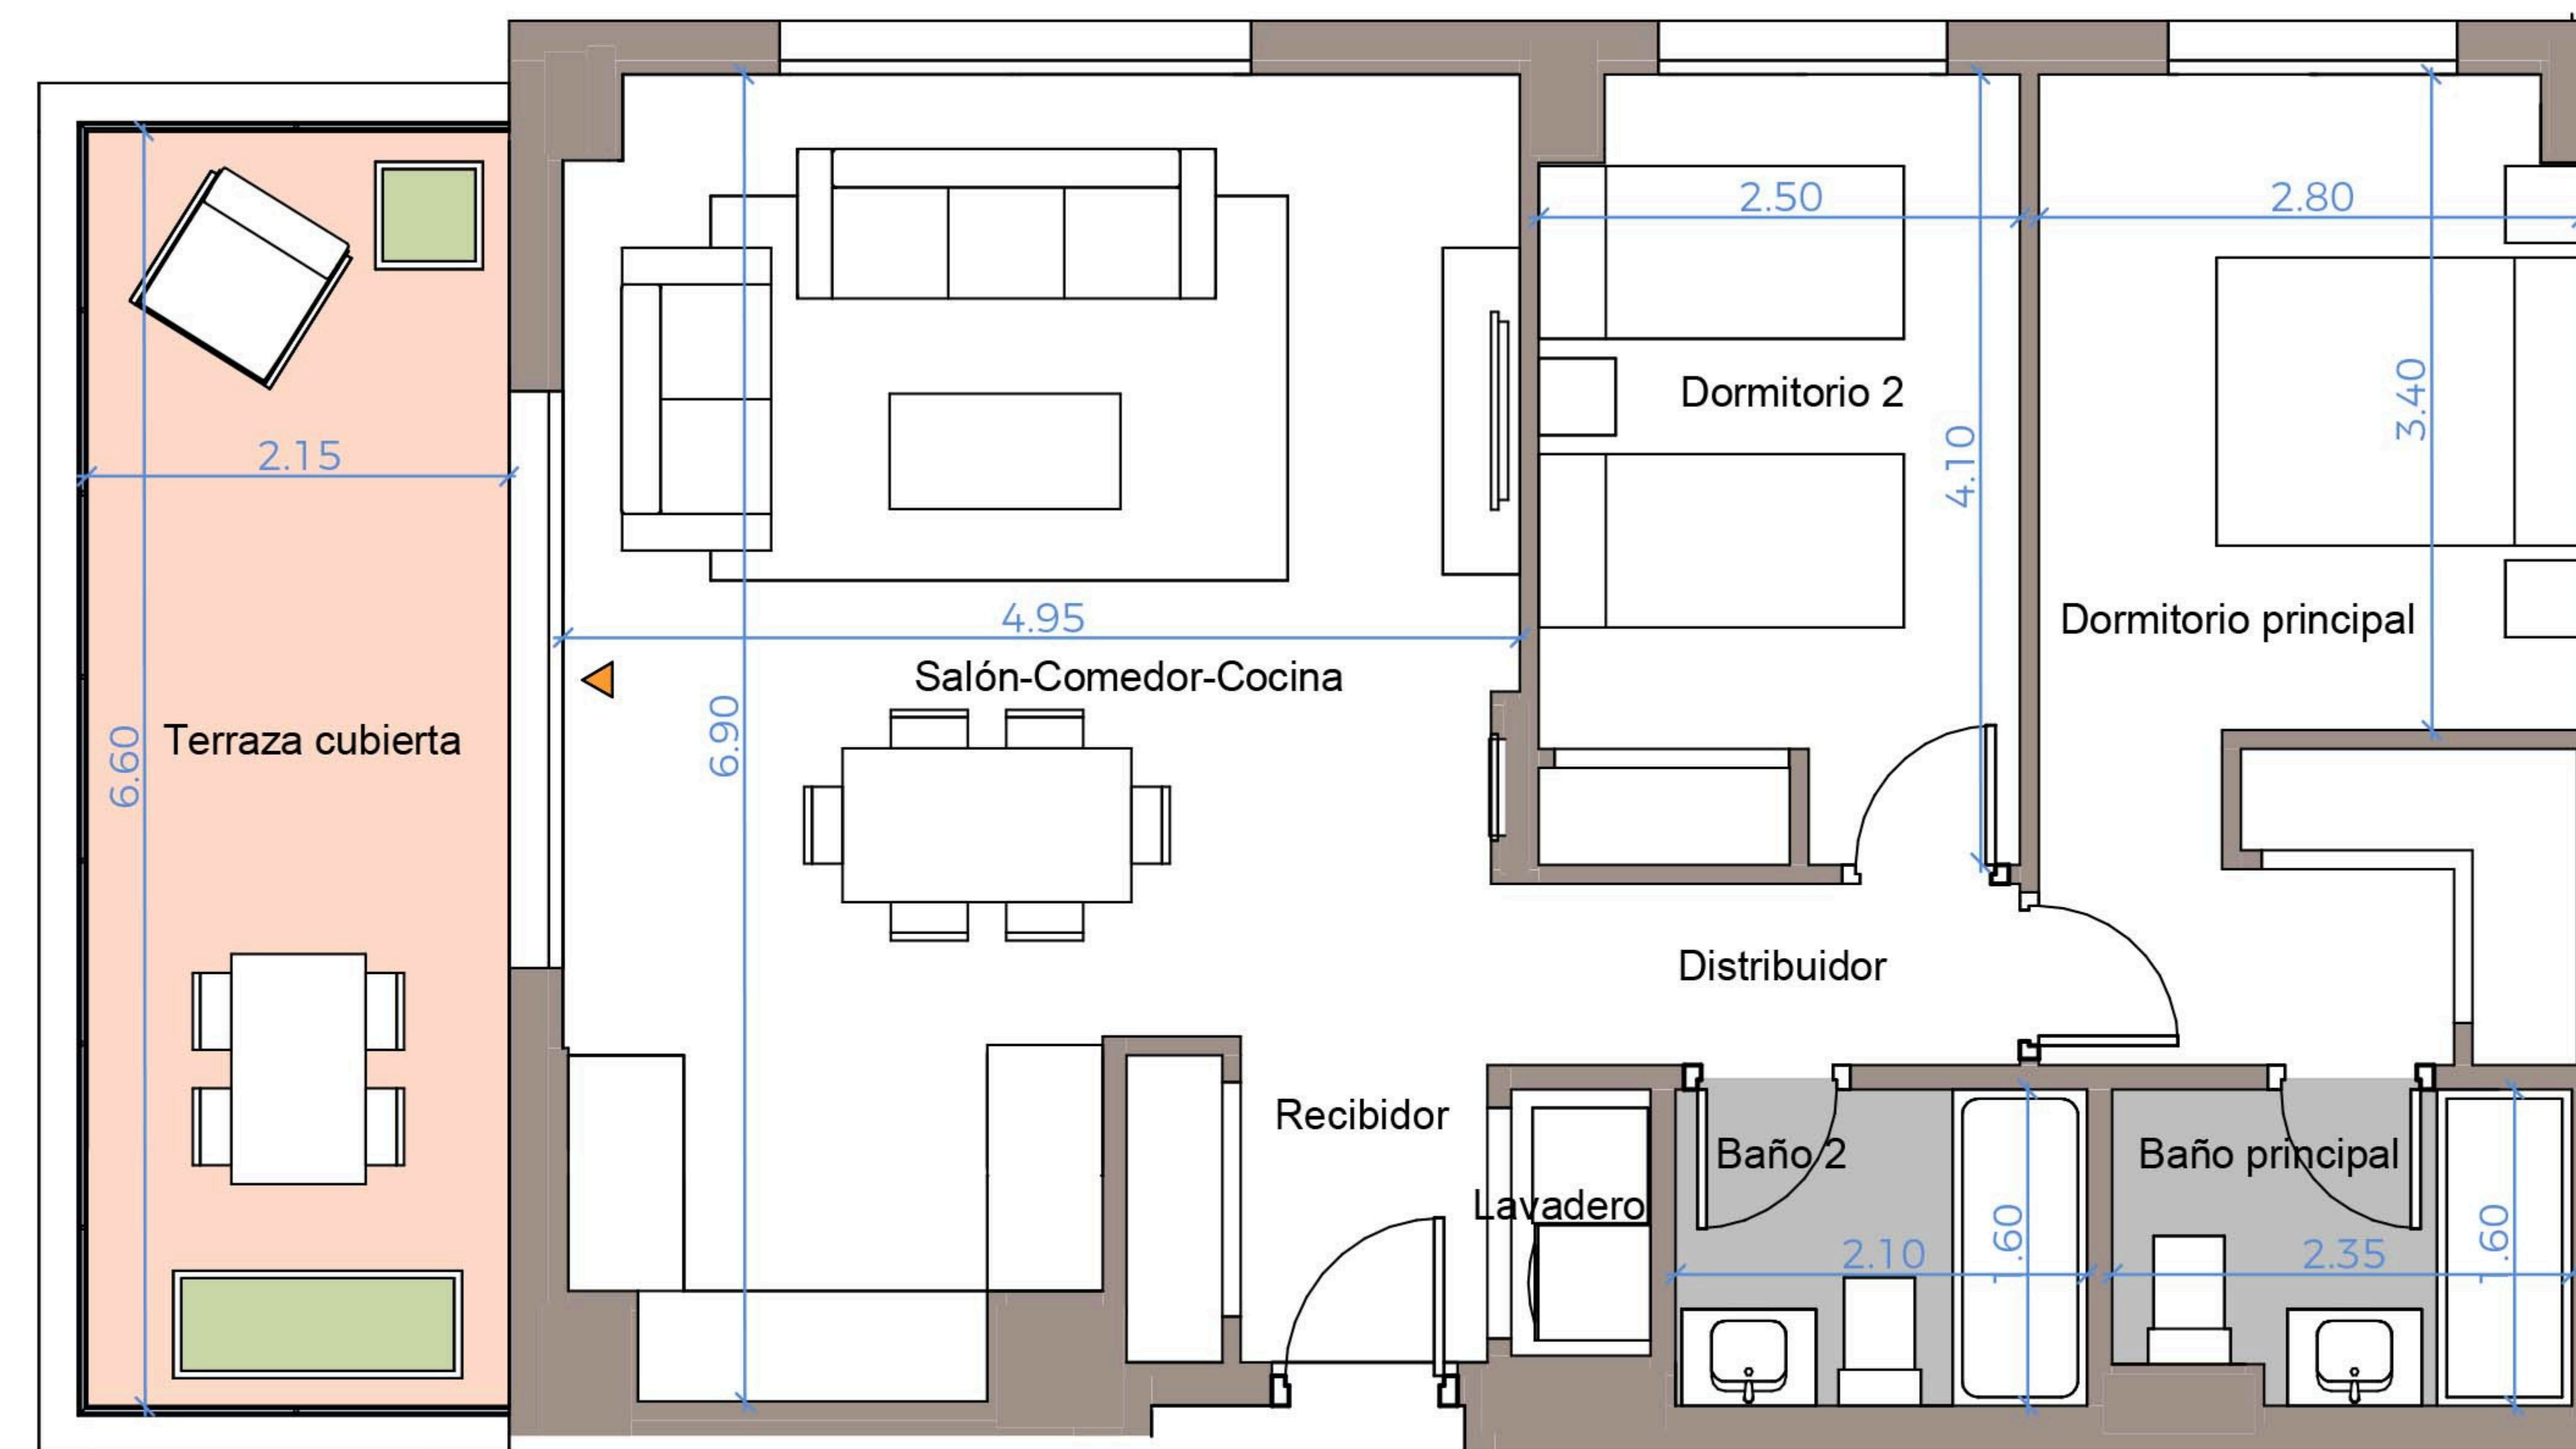 2.50
2.80
Dormitorio 2
3.40
4.10
2.15
4.95
Dormitorio principal
Salón-Comedor-Cocina
6.90
Terraza cubierta
6.60
Distribuidor
Recibidor
Baño 2
Baño principal
Lavadero
2.10
1.60
2.35
1.60